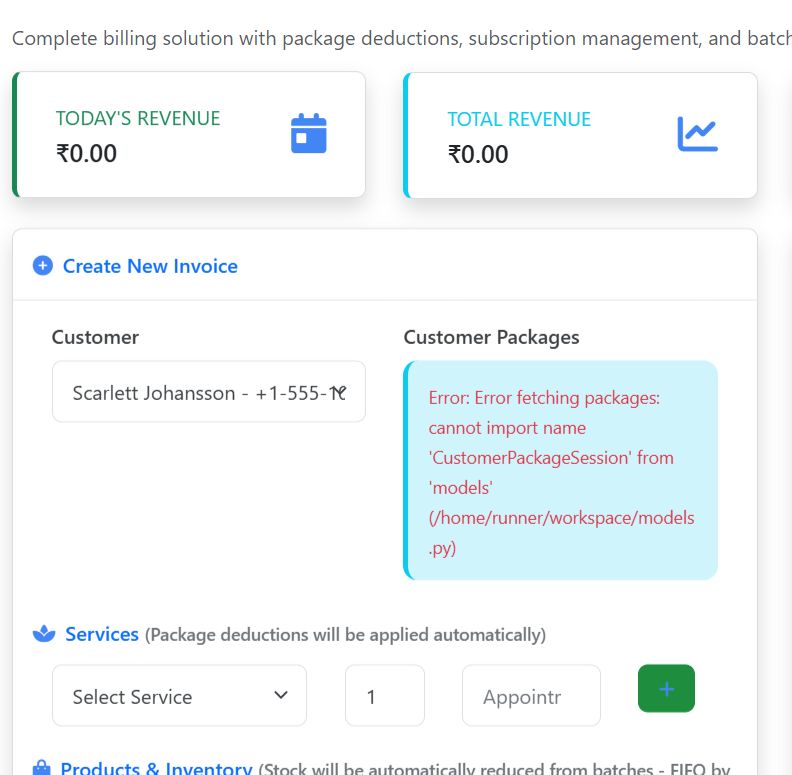 Complete billing solution with package deductions, subscription management, and batch
TODAY'S REVENUE
₹0.00
TOTAL REVENUE
₹0.00
Create New Invoice
Customer
Scarlett Johansson - +1-555-1
Customer Packages
Error: Error fetching packages:
cannot import name
'CustomerPackageSession' from
'models'
(/home/runner/workspace/models
.py)
Services (Package deductions will be applied automatically)
Select Service
1
Appointr
+
Products & Inventory (Stock will be automatically reduced from batches - FIFO by